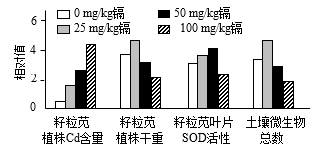 0 mg/kg镉 50 mg/kg镉
25 mg/kg镉 100 mg/kg镉
相对值
6
4
2
0
籽粒苋 籽粒苋 籽粒苋叶片 土壤微生物
植株Cd含量 植株干重 SOD活性 总数